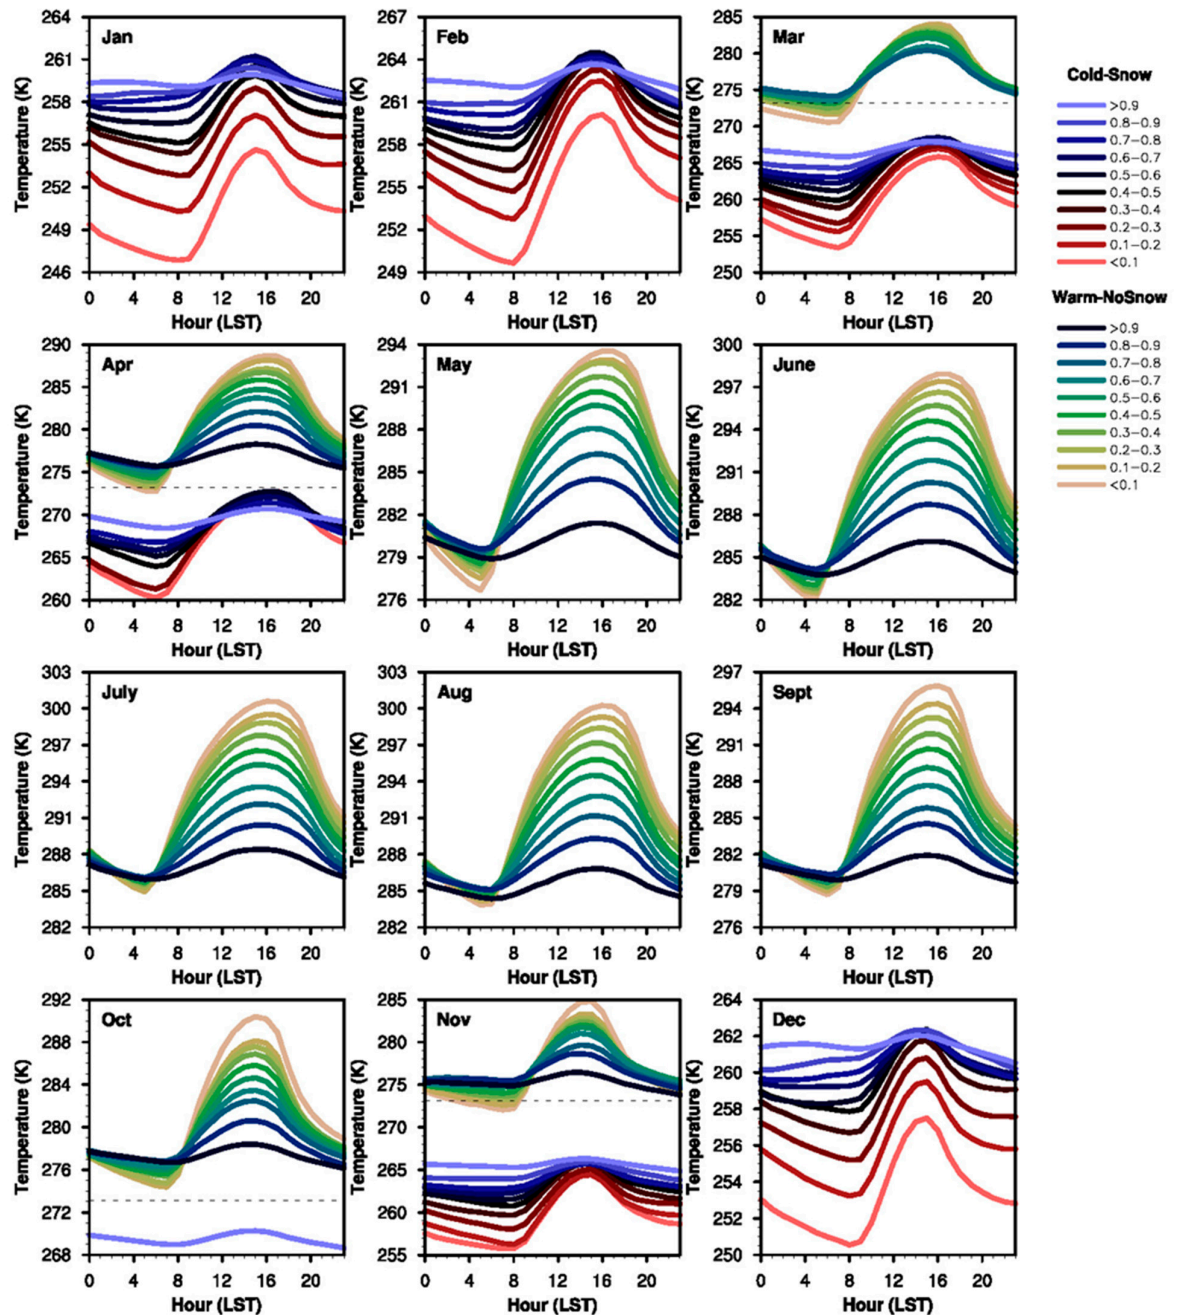 Jan
Temperature (K)
264
261
258
255
252
249
246
0 4 8 12 16 20
Hour (LST)
Feb
Temperature (K)
267
264
261
258
255
252
249
0 4 8 12 16 20
Hour (LST)
Mar
Temperature (K)
285
280
275
270
265
260
255
250
0 4 8 12 16 20
Hour (LST)
Cold-Snow
>0.9
0.8-0.9
0.7-0.8
0.6-0.7
0.5-0.6
0.4-0.5
0.3-0.4
0.2-0.3
0.1-0.2
<0.1
Warm-NoSnow
>0.9
0.8-0.9
0.7-0.8
0.6-0.7
0.5-0.6
0.4-0.5
0.3-0.4
0.2-0.3
0.1-0.2
<0.1
Apr
Temperature (K)
290
285
280
275
270
265
260
0 4 8 12 16 20
Hour (LST)
May
Temperature (K)
294
291
288
285
282
279
276
0 4 8 12 16 20
Hour (LST)
June
Temperature (K)
300
297
294
291
288
285
282
0 4 8 12 16 20
Hour (LST)
July
Temperature (K)
303
300
297
294
291
288
285
282
0 4 8 12 16 20
Hour (LST)
Aug
Temperature (K)
303
300
297
294
291
288
285
282
0 4 8 12 16 20
Hour (LST)
Sept
Temperature (K)
297
294
291
288
285
282
279
276
0 4 8 12 16 20
Hour (LST)
Oct
Temperature (K)
292
288
284
280
276
272
268
0 4 8 12 16 20
Hour (LST)
Nov
Temperature (K)
285
280
275
270
265
260
255
0 4 8 12 16 20
Hour (LST)
Dec
Temperature (K)
264
262
260
258
256
254
252
250
0 4 8 12 16 20
Hour (LST)